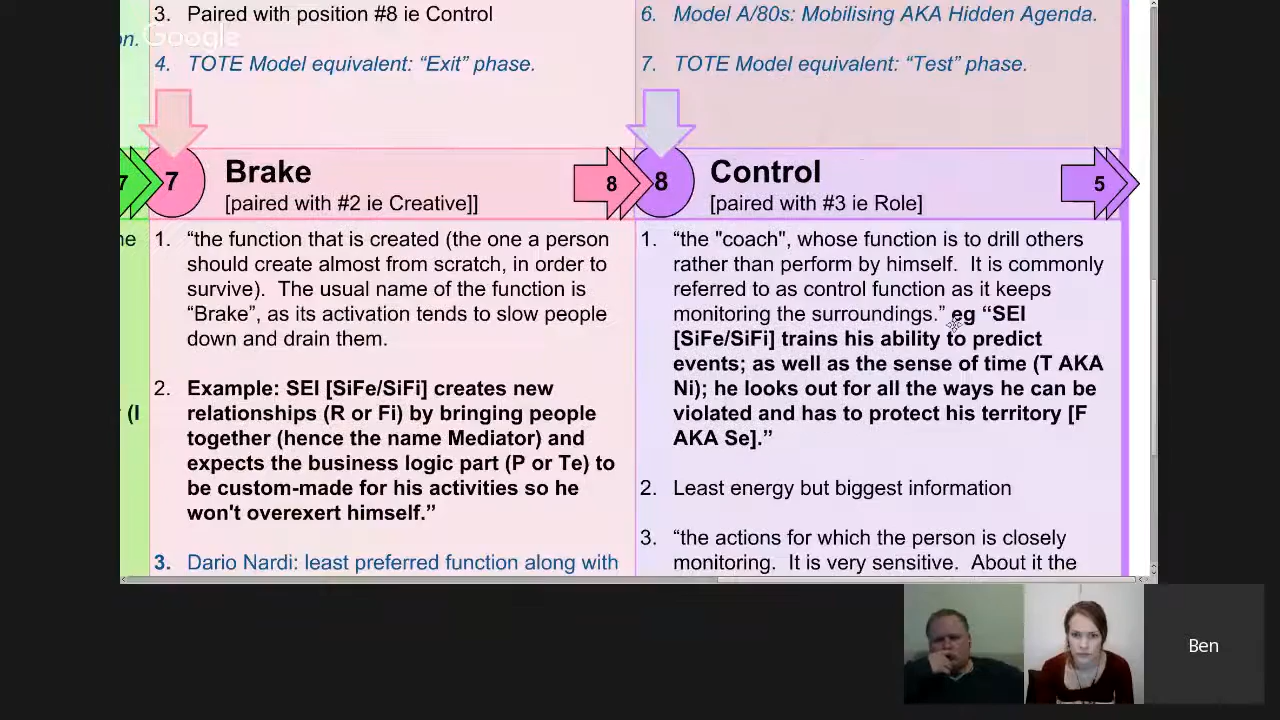 on.
3. Paired with position #8 ie Control
Google
4. TOTE Model equivalent: “Exit” phase.
6. Model A/80s: Mobilising AKA Hidden Agenda.
7. TOTE Model equivalent: “Test” phase.
7
7
Brake
[paired with #2 ie Creative]]
8
8
Control
[paired with #3 ie Role]
5
ne
1. “the function that is created (the one a person
should create almost from scratch, in order to
survive). The usual name of the function is
“Brake”, as its activation tends to slow people
down and drain them.
(I
2. Example: SEI [SiFe/SiFi] creates new
relationships (R or Fi) by bringing people
together (hence the name Mediator) and
expects the business logic part (P or Te) to
be custom-made for his activities so he
won't overexert himself.”
3. Dario Nardi: least preferred function along with
1. “the "coach", whose function is to drill others
rather than perform by himself. It is commonly
referred to as control function as it keeps
monitoring the surroundings.” eg “SEI
[SiFe/SiFi] trains his ability to predict
events; as well as the sense of time (T AKA
Ni); he looks out for all the ways he can be
violated and has to protect his territory [F
AKA Se].”
2. Least energy but biggest information
3. “the actions for which the person is closely
monitoring. It is very sensitive. About it the
Ben